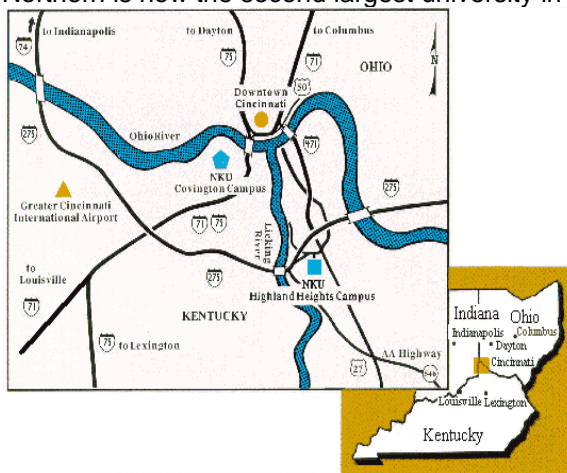 Northern is now the second largest university in
to Indianapolis
to Dayton
to Columbus
74
75
71
N
OHIO
50
Downtown
Cincinnati
Ohio River
275
471
NKU
Covington Campus
275
Greater Cincinnati
International Airport
71 75
Licking
River
to
Louisville
275
NKU
Highland Heights Campus
71
KENTUCKY
75 to Lexington
AA Highway
27
546
Indiana Ohio
Indianapolis Columbus
Dayton
Cincinnati
Louisville Lexington
Kentucky